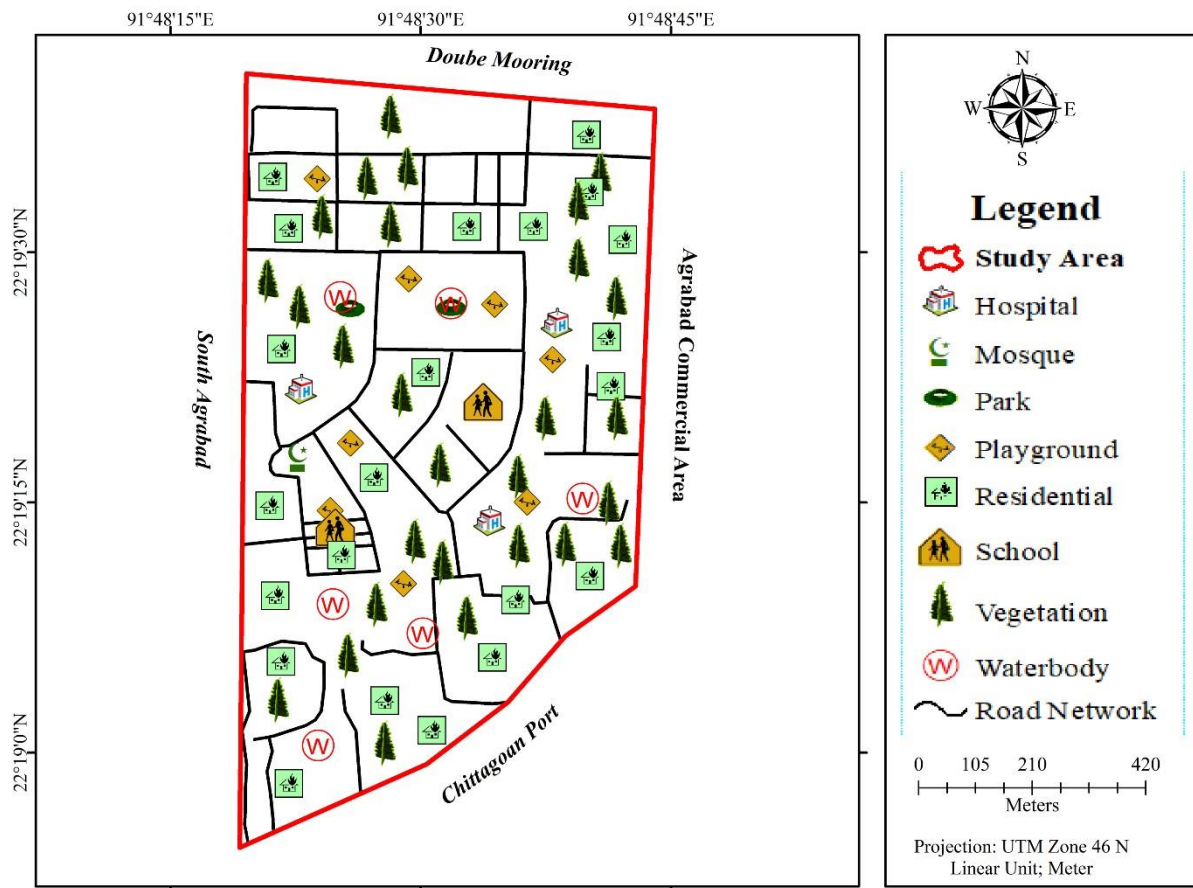 91°48'15"E
91°48'30"E
91°48'45"E
Doube Mooring
22°19'30"N
22°19'15"N
22°19'0"N
South Agrabad
Agrabad Commercial Area
Chittagoan Port
W
W
W
W
W
W
H
H
H
N
W
E
S
Legend
Study Area
H
Hospital
Mosque
Park
Playground
Residential
School
Vegetation
W
Waterbody
Road Network
0 105 210 420
Meters
Projection: UTM Zone 46 N
Linear Unit; Meter